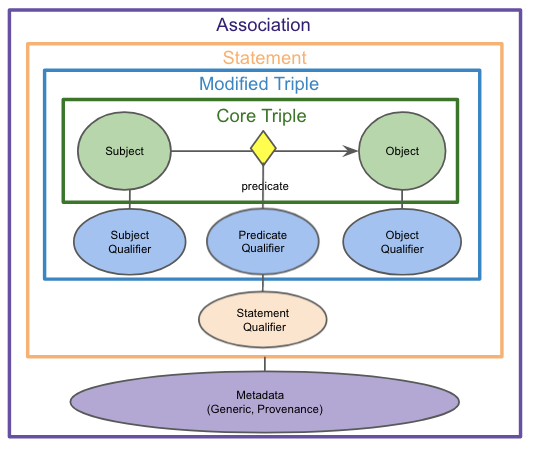 Association
Statement
Modified Triple
Core Triple
Subject
Object
predicate
Subject
Qualifier
Predicate
Qualifier
Object
Qualifier
Statement
Qualifier
Metadata
(Generic, Provenance)